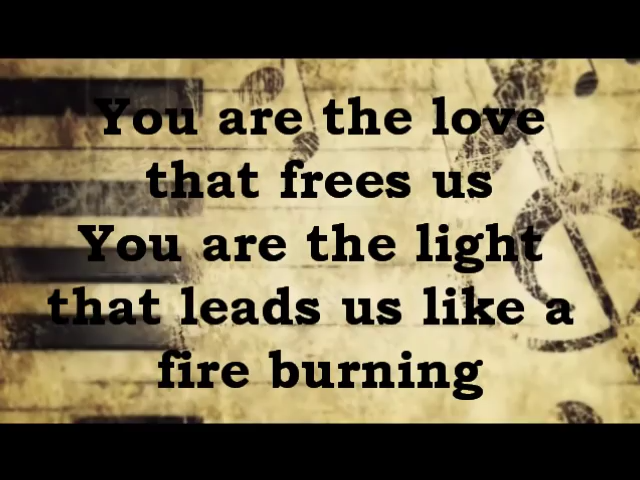 You are the love
that frees us
You are the light
that leads us like a
fire burning